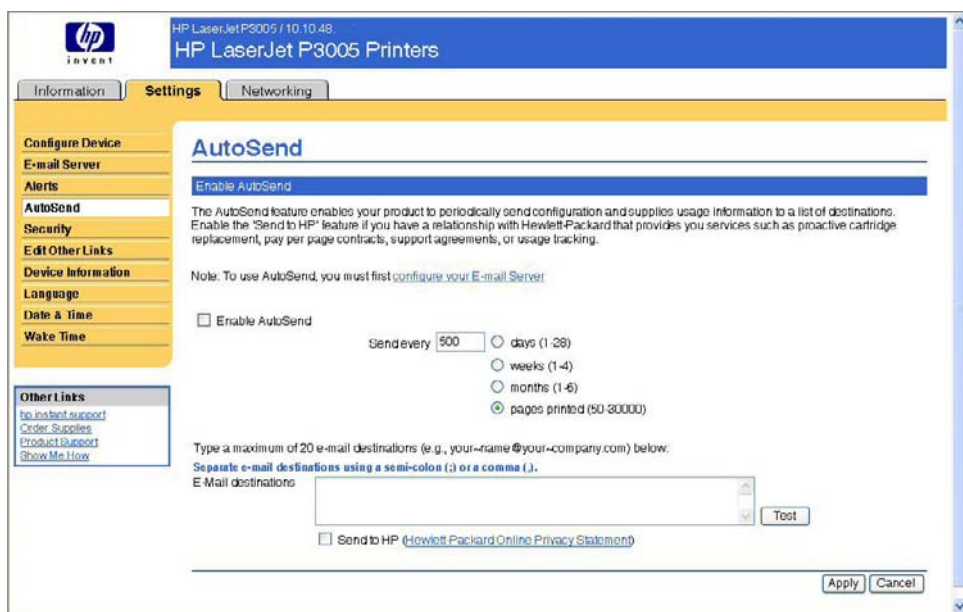 hp
invent
HP LaserJet P3005 / 10.10.48.
HP LaserJet P3005 Printers
Information
Settings
Networking
Configure Device
E-mail Server
Alerts
AutoSend
Security
Edit Other Links
Device Information
Language
Date & Time
Wake Time
Other Links
hp instant support
Order Supplies
Product Support
Show Me How
AutoSend
Enable AutoSend
The AutoSend feature enables your product to periodically send configuration and supplies usage information to a list of destinations.
Enable the 'Send to HP' feature if you have a relationship with Hewlett-Packard that provides you services such as proactive cartridge
replacement, pay per page contracts, support agreements, or usage tracking.
Note: To use AutoSend, you must first configure your E-mail Server
Enable AutoSend
Send every 500 days (1-28)
weeks (1-4)
months (1-6)
pages printed (50-30000)
Type a maximum of 20 e-mail destinations (e.g., your~name@your~company.com) below:
Separate e-mail destinations using a semi-colon (;) or a comma (,).
E-Mail destinations
Test
Send to HP (Hewlett-Packard Online Privacy Statement)
Apply Cancel